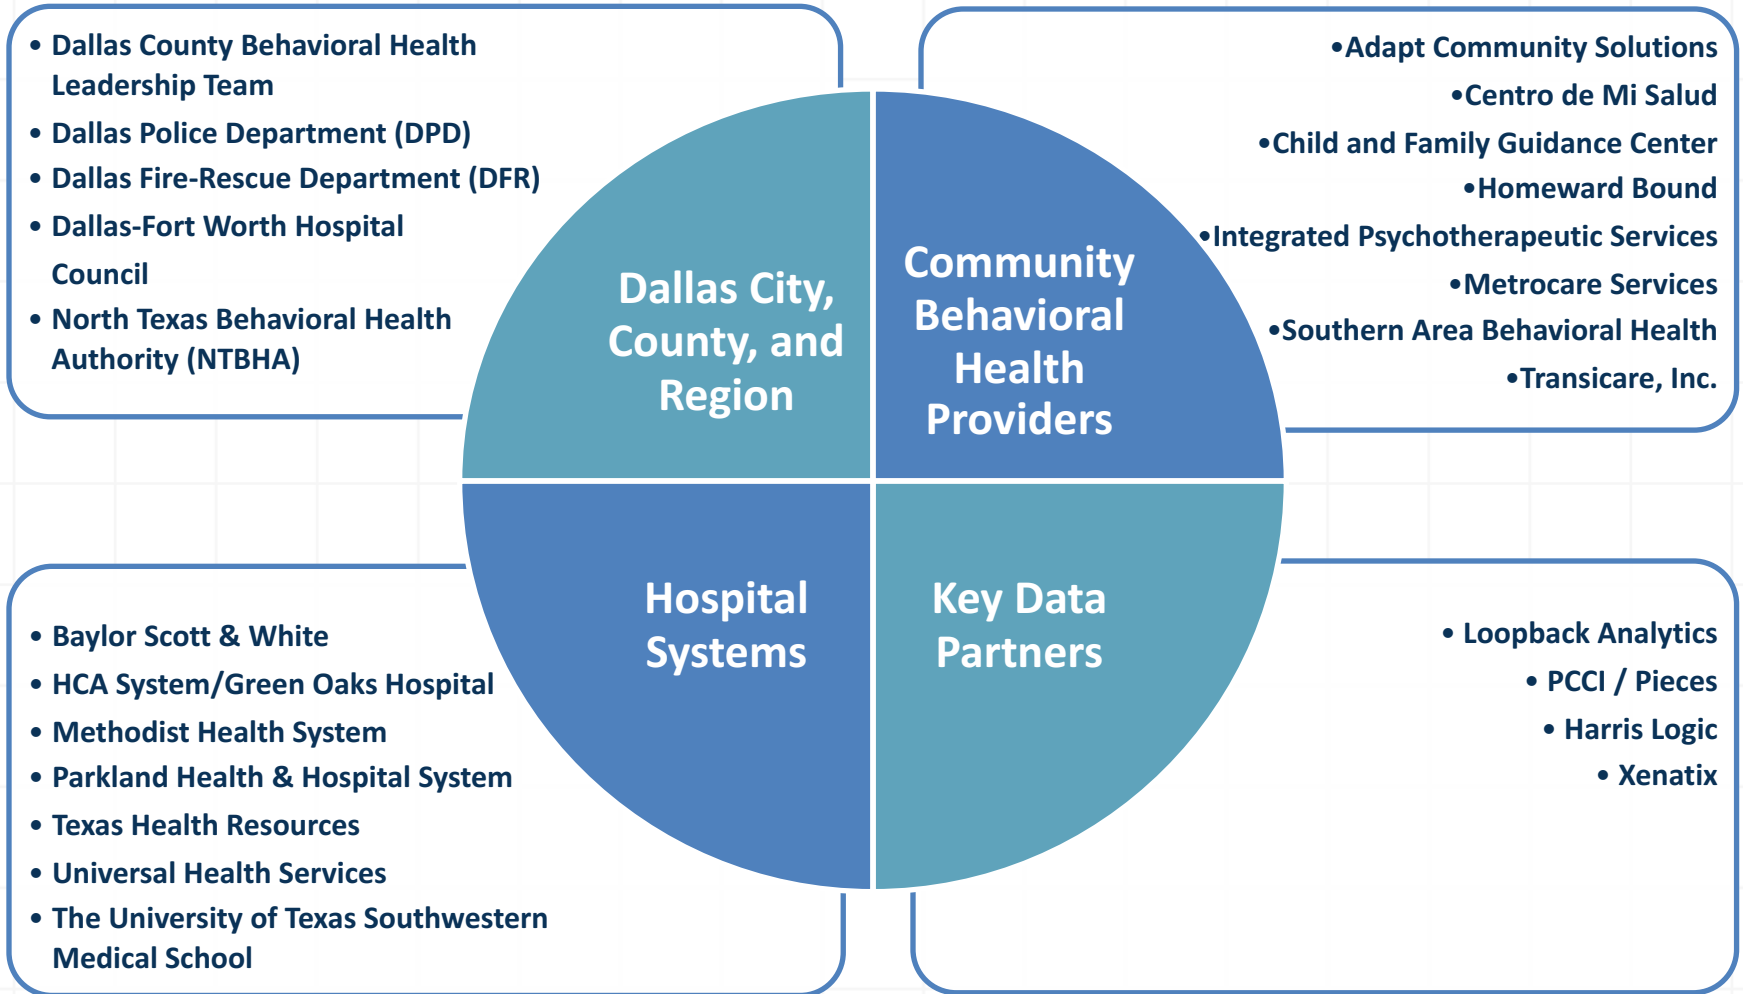 • Dallas County Behavioral Health
Leadership Team
• Dallas Police Department (DPD)
• Dallas Fire-Rescue Department (DFR)
• Dallas-Fort Worth Hospital
Council
• North Texas Behavioral Health
Authority (NTBHA)
Dallas City,
County, and
Region
Community
Behavioral
Health
Providers
•Adapt Community Solutions
•Centro de Mi Salud
•Child and Family Guidance Center
•Homeward Bound
•Integrated Psychotherapeutic Services
•Metrocare Services
•Southern Area Behavioral Health
•Transicare, Inc.
• Baylor Scott & White
• HCA System/Green Oaks Hospital
• Methodist Health System
• Parkland Health & Hospital System
• Texas Health Resources
• Universal Health Services
• The University of Texas Southwestern
Medical School
Hospital
Systems
Key Data
Partners
• Loopback Analytics
• PCCI / Pieces
• Harris Logic
• Xenatix